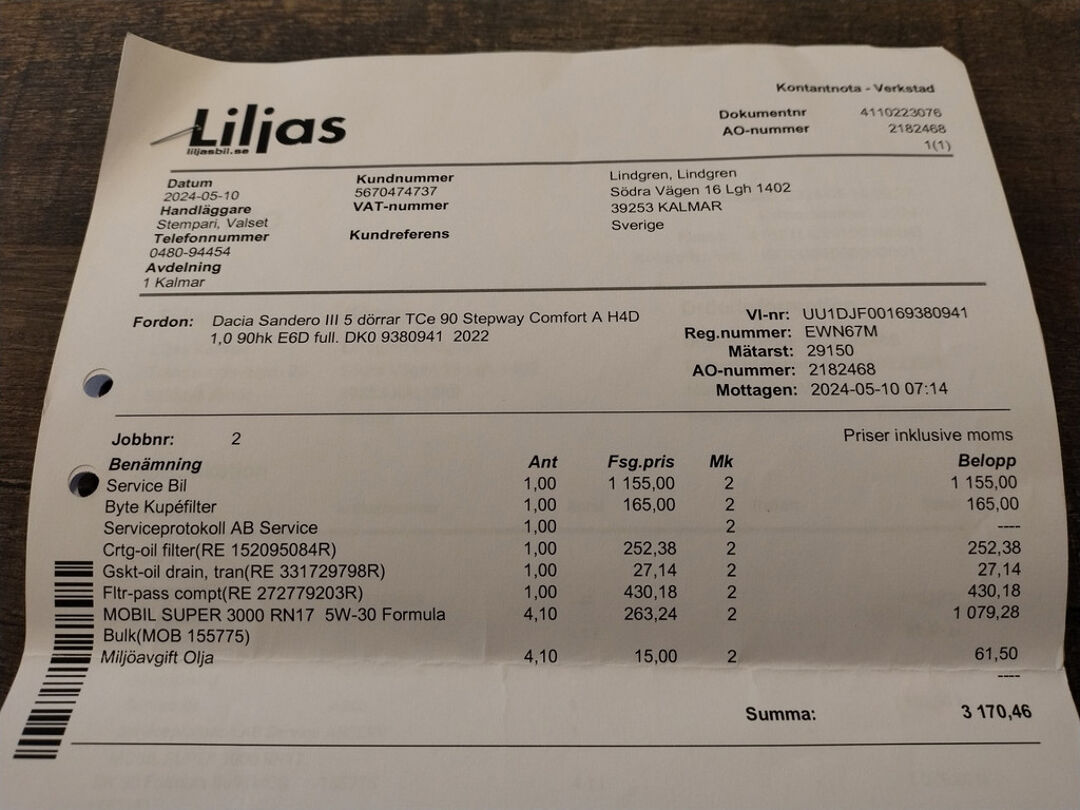 Kontantnota - Verkstad
Liljas
liljasbil.se
Dokumentnr 4110223076
AO-nummer 2182468
1(1)
Datum
2024-05-10
Handläggare
Stempari, Valset
Telefonnummer
0480-94454
Avdelning
1 Kalmar
Kundnummer
5670474737
VAT-nummer
Kundreferens
Lindgren, Lindgren
Södra Vägen 16 Lgh 1402
39253 KALMAR
Sverige
Fordon: Dacia Sandero III 5 dörrar TCe 90 Stepway Comfort A H4D
1,0 90hk E6D full. DK0 9380941 2022
VI-nr: UU1DJF00169380941
Reg.nummer: EWN67M
Mätarst: 29150
AO-nummer: 2182468
Mottagen: 2024-05-10 07:14
Jobbnr: 2
Priser inklusive moms
Benämning Ant Fsg.pris Mk Belopp
Service Bil 1,00 1 155,00 2 1 155,00
Byte Kupéfilter 1,00 165,00 2 165,00
Serviceprotokoll AB Service 1,00 2 ----
Crtg-oil filter(RE 152095084R) 1,00 252,38 2 252,38
Gskt-oil drain, tran(RE 331729798R) 1,00 27,14 2 27,14
Fltr-pass compt(RE 272779203R) 1,00 430,18 2 430,18
MOBIL SUPER 3000 RN17 5W-30 Formula 4,10 263,24 2 1 079,28
Bulk(MOB 155775)
Miljöavgift Olja 4,10 15,00 2 61,50
----
Summa: 3 170,46